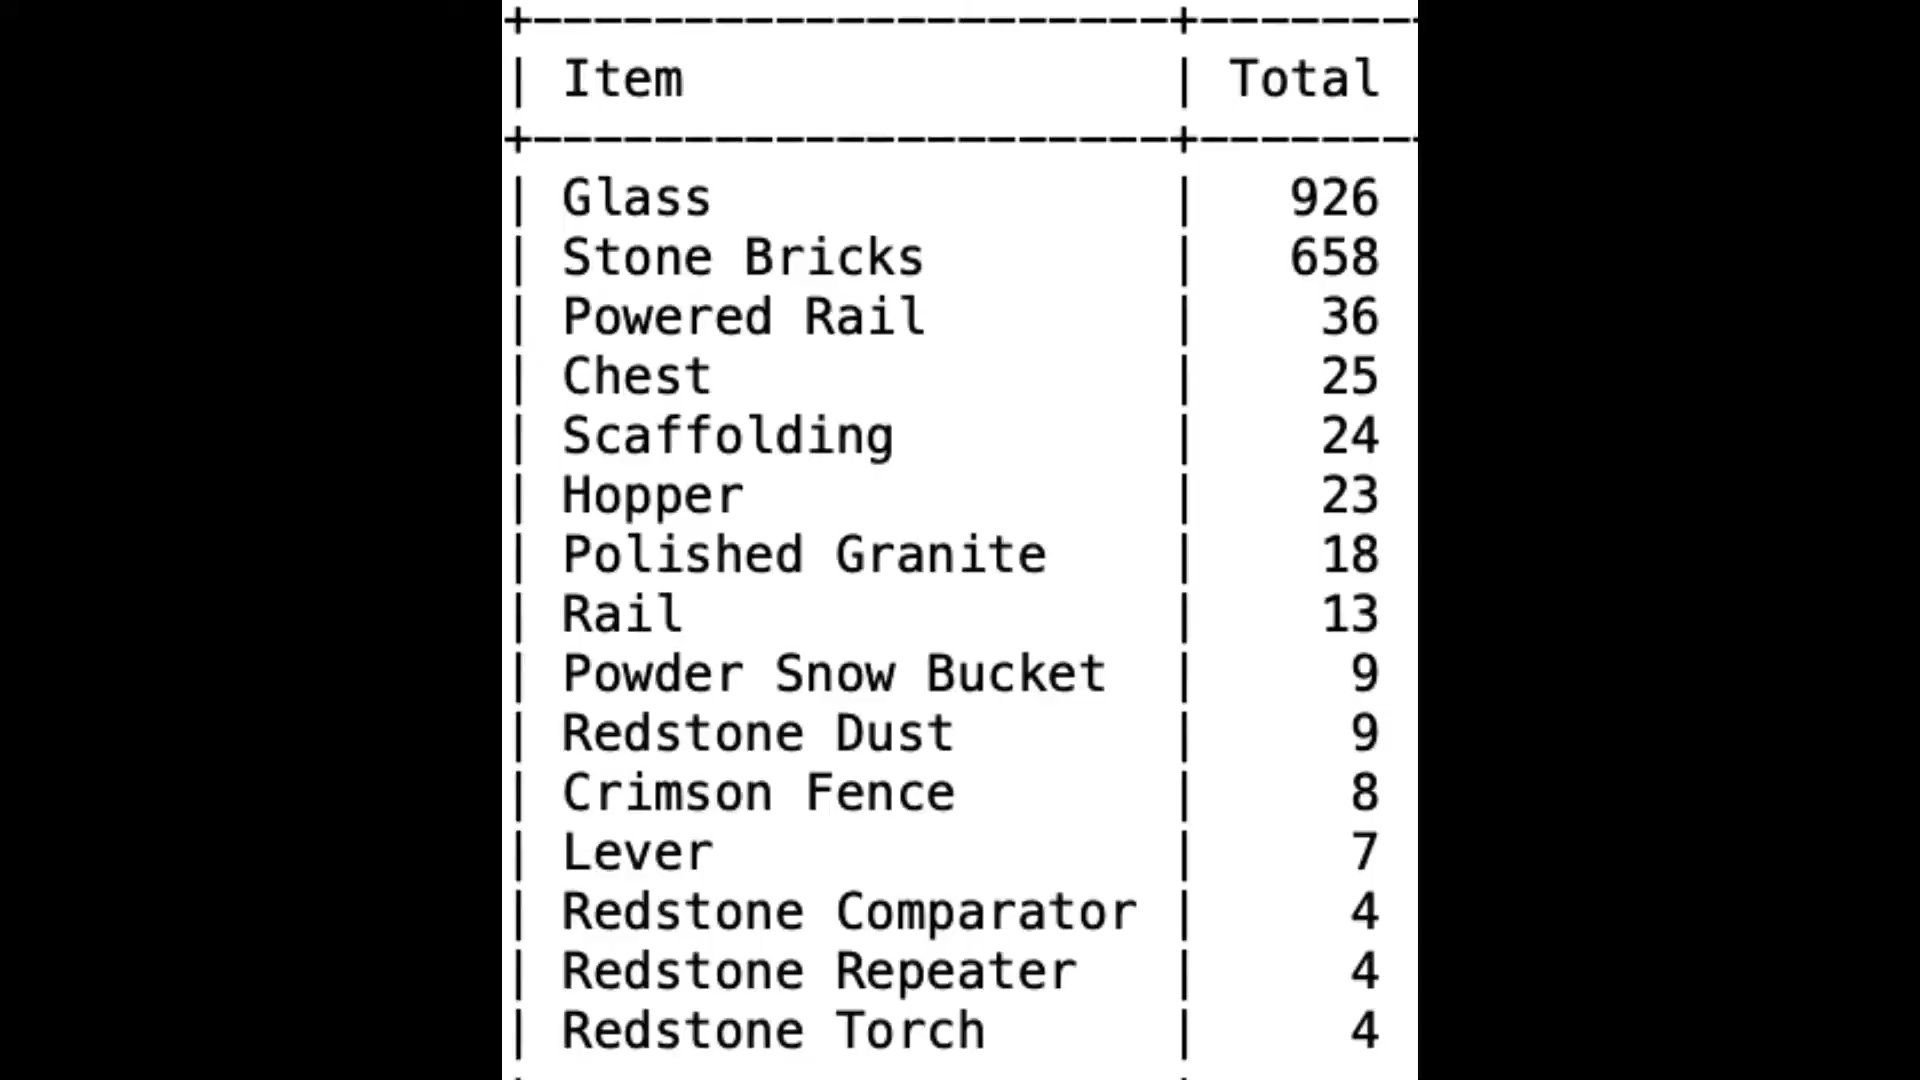 +----------------------+-------
| Item                 | Total
+----------------------+-------
| Glass                |   926
| Stone Bricks         |   658
| Powered Rail         |    36
| Chest                |    25
| Scaffolding          |    24
| Hopper               |    23
| Polished Granite     |    18
| Rail                 |    13
| Powder Snow Bucket   |     9
| Redstone Dust        |     9
| Crimson Fence        |     8
| Lever                |     7
| Redstone Comparator  |     4
| Redstone Repeater    |     4
| Redstone Torch       |     4